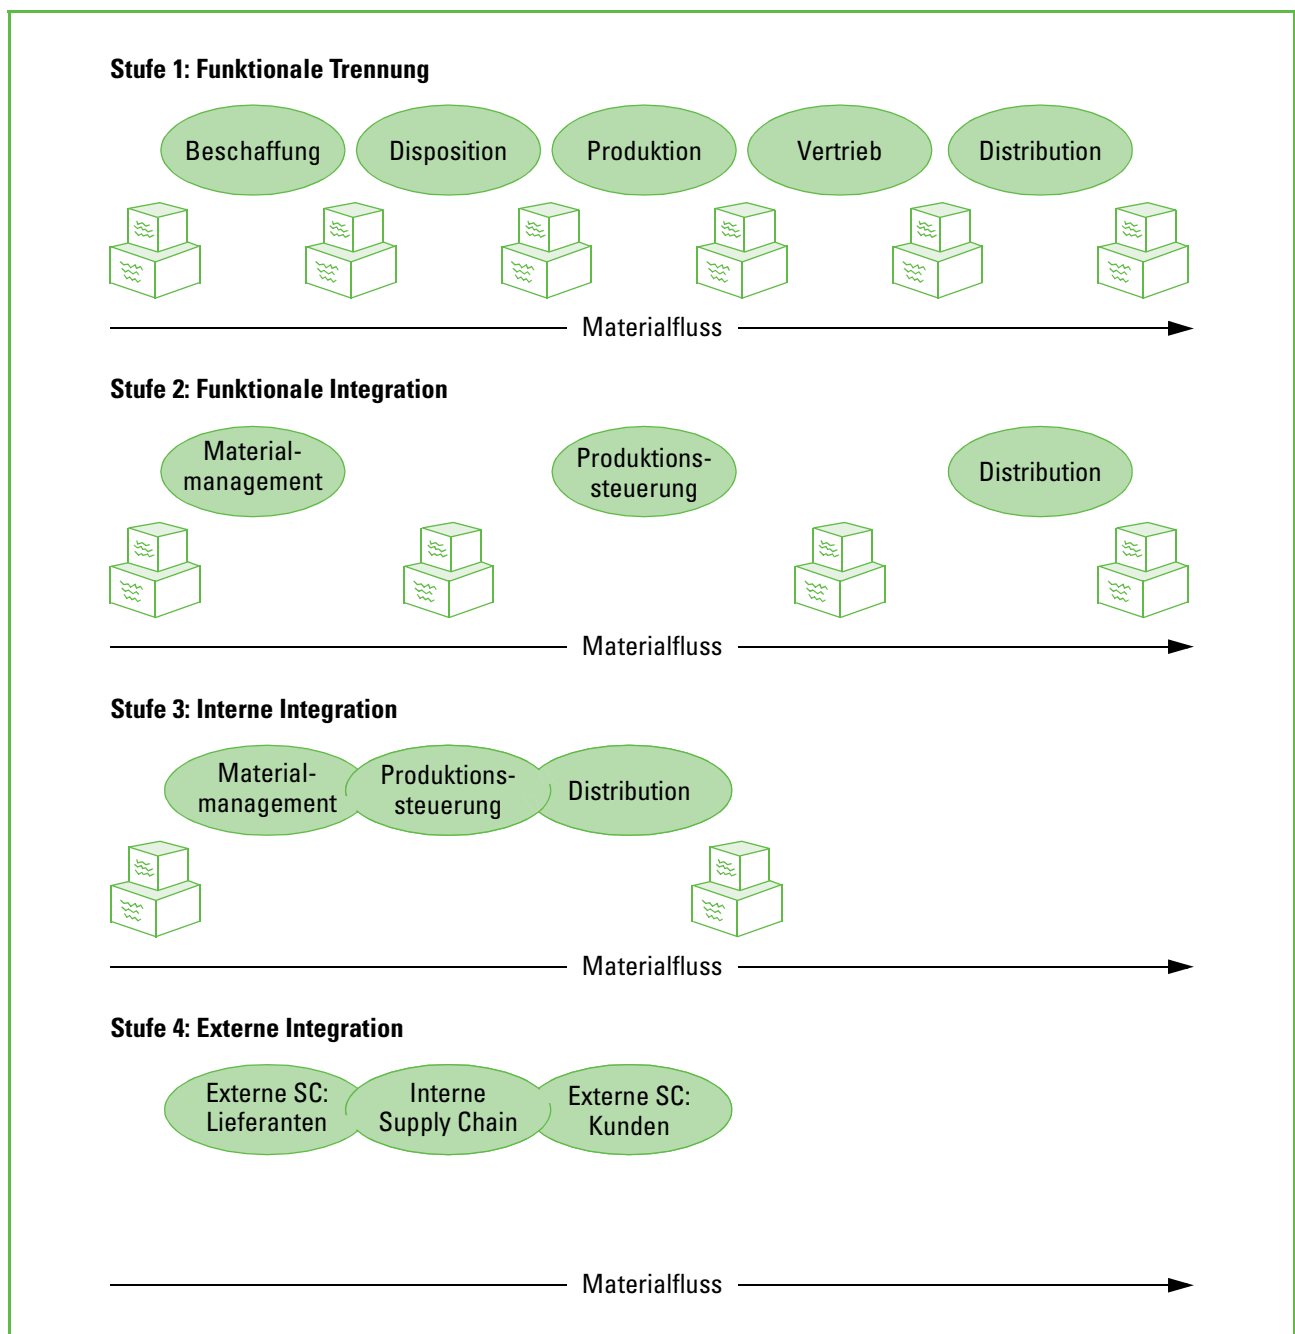 Stufe 1: Funktionale Trennung
Beschaffung
Disposition
Produktion
Vertrieb
Distribution
Materialfluss
Stufe 2: Funktionale Integration
Material-
management
Produktions-
steuerung
Distribution
Materialfluss
Stufe 3: Interne Integration
Material-
management
Produktions-
steuerung
Distribution
Materialfluss
Stufe 4: Externe Integration
Externe SC:
Lieferanten
Interne
Supply Chain
Externe SC:
Kunden
Materialfluss